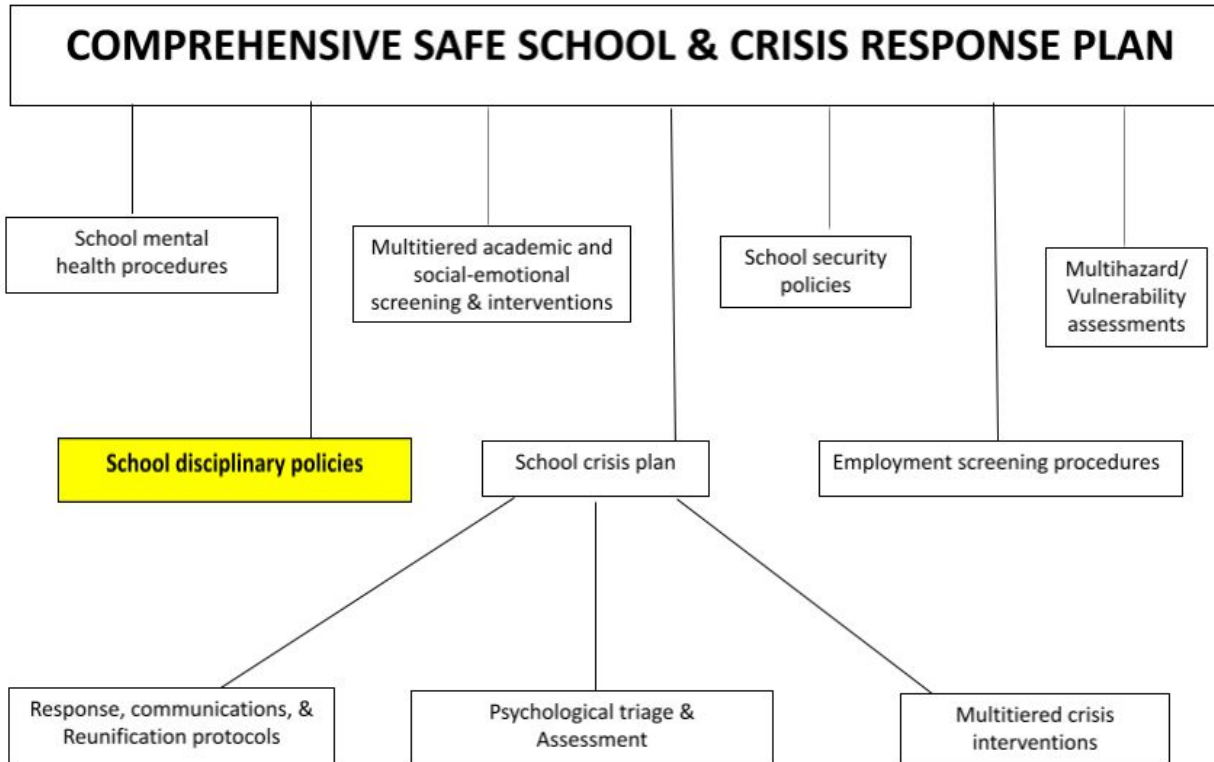 COMPREHENSIVE SAFE SCHOOL & CRISIS RESPONSE PLAN
School mental
health procedures
Multitiered academic and
social-emotional
screening & interventions
School security
policies
Multihazard/
Vulnerability
assessments
School disciplinary policies
School crisis plan
Employment screening procedures
Response, communications, &
Reunification protocols
Psychological triage &
Assessment
Multitiered crisis
interventions